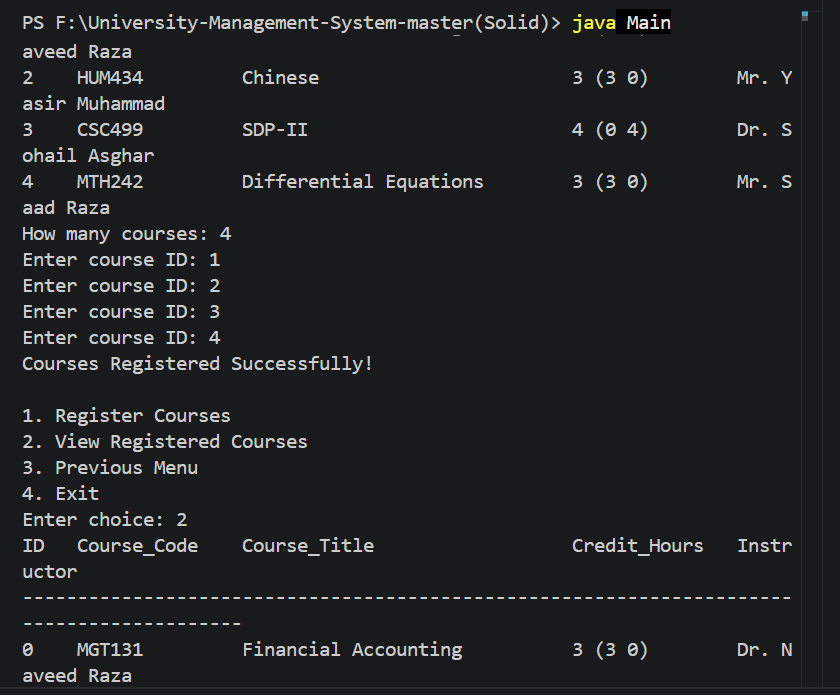 PS F:\University-Management-System-master(Solid)> java Main
aveed Raza
2    HUM434         Chinese                       3 (3 0)        Mr. Y
asir Muhammad
3    CSC499         SDP-II                        4 (0 4)        Dr. S
ohail Asghar
4    MTH242         Differential Equations        3 (3 0)        Mr. S
aad Raza
How many courses: 4
Enter course ID: 1
Enter course ID: 2
Enter course ID: 3
Enter course ID: 4
Courses Registered Successfully!
1. Register Courses
2. View Registered Courses
3. Previous Menu
4. Exit
Enter choice: 2
ID   Course_Code    Course_Title                  Credit_Hours   Instr
uctor
----------------------------------------------------------------------
--------------------
0    MGT131         Financial Accounting          3 (3 0)        Dr. N
aveed Raza